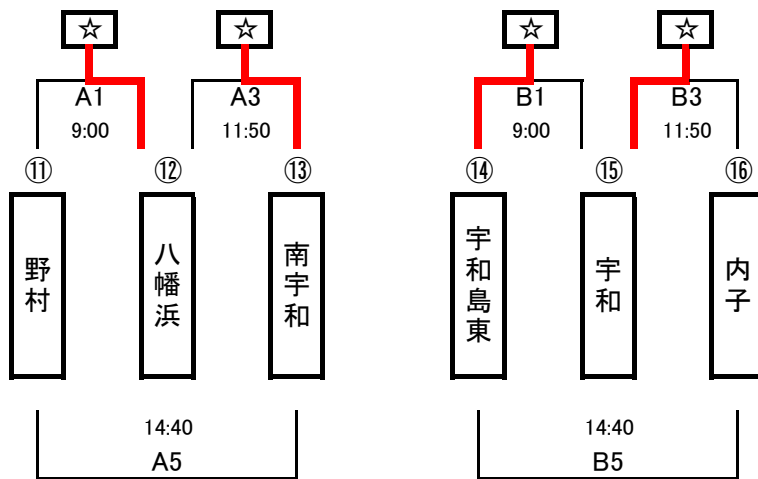 ☆ ☆ ☆ ☆
A1 A3 B1 B3
9:00 11:50 9:00 11:50
⑪ ⑫ ⑬ ⑭ ⑮ ⑯
野村
八幡浜
南宇和
宇和島東
宇和
内子
14:40 14:40
A5 B5